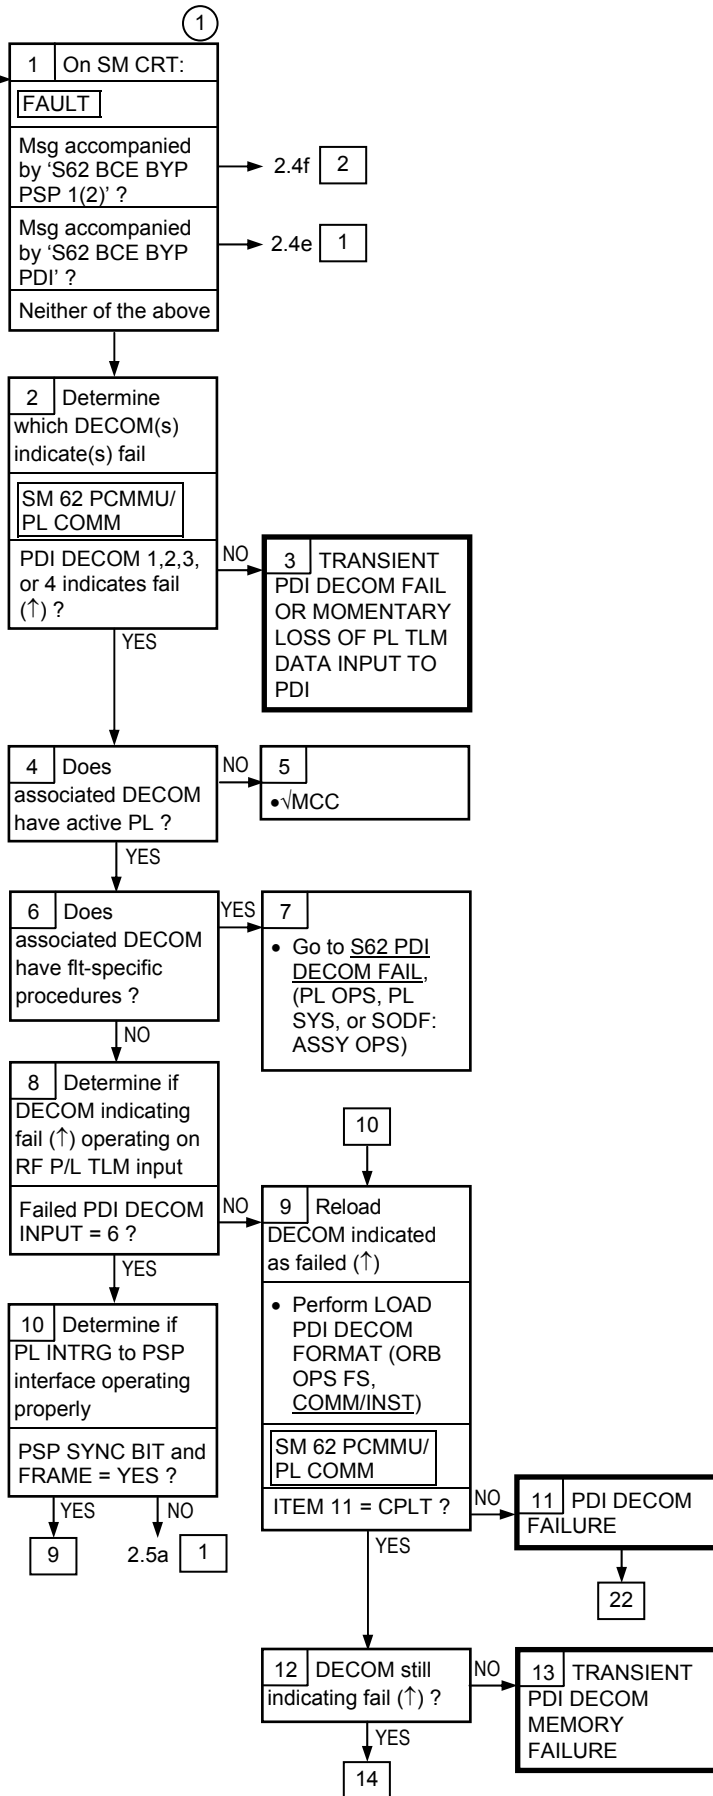 1
1 On SM CRT:
FAULT
Msg accompanied
by ‘S62 BCE BYP
PSP 1(2)’ ?
2.4f 2
Msg accompanied
by ‘S62 BCE BYP
PDI’ ?
2.4e 1
Neither of the above
2 Determine
which DECOM(s)
indicate(s) fail
SM 62 PCMMU/
PL COMM
PDI DECOM 1,2,3,
or 4 indicates fail
(↑) ?
NO
YES
3 TRANSIENT
PDI DECOM FAIL
OR MOMENTARY
LOSS OF PL TLM
DATA INPUT TO
PDI
4 Does
associated DECOM
have active PL ?
NO
YES
5
•√MCC
6 Does
associated DECOM
have flt-specific
procedures ?
YES
NO
7
• Go to S62 PDI
DECOM FAIL,
(PL OPS, PL
SYS, or SODF:
ASSY OPS)
8 Determine if
DECOM indicating
fail (↑) operating on
RF P/L TLM input
Failed PDI DECOM
INPUT = 6 ?
NO
YES
10
9 Reload
DECOM indicated
as failed (↑)
• Perform LOAD
PDI DECOM
FORMAT (ORB
OPS FS,
COMM/INST)
SM 62 PCMMU/
PL COMM
ITEM 11 = CPLT ?
NO
YES
10 Determine if
PL INTRG to PSP
interface operating
properly
PSP SYNC BIT and
FRAME = YES ?
YES
NO
9
2.5a 1
11 PDI DECOM
FAILURE
22
12 DECOM still
indicating fail (↑) ?
NO
YES
14
13 TRANSIENT
PDI DECOM
MEMORY
FAILURE